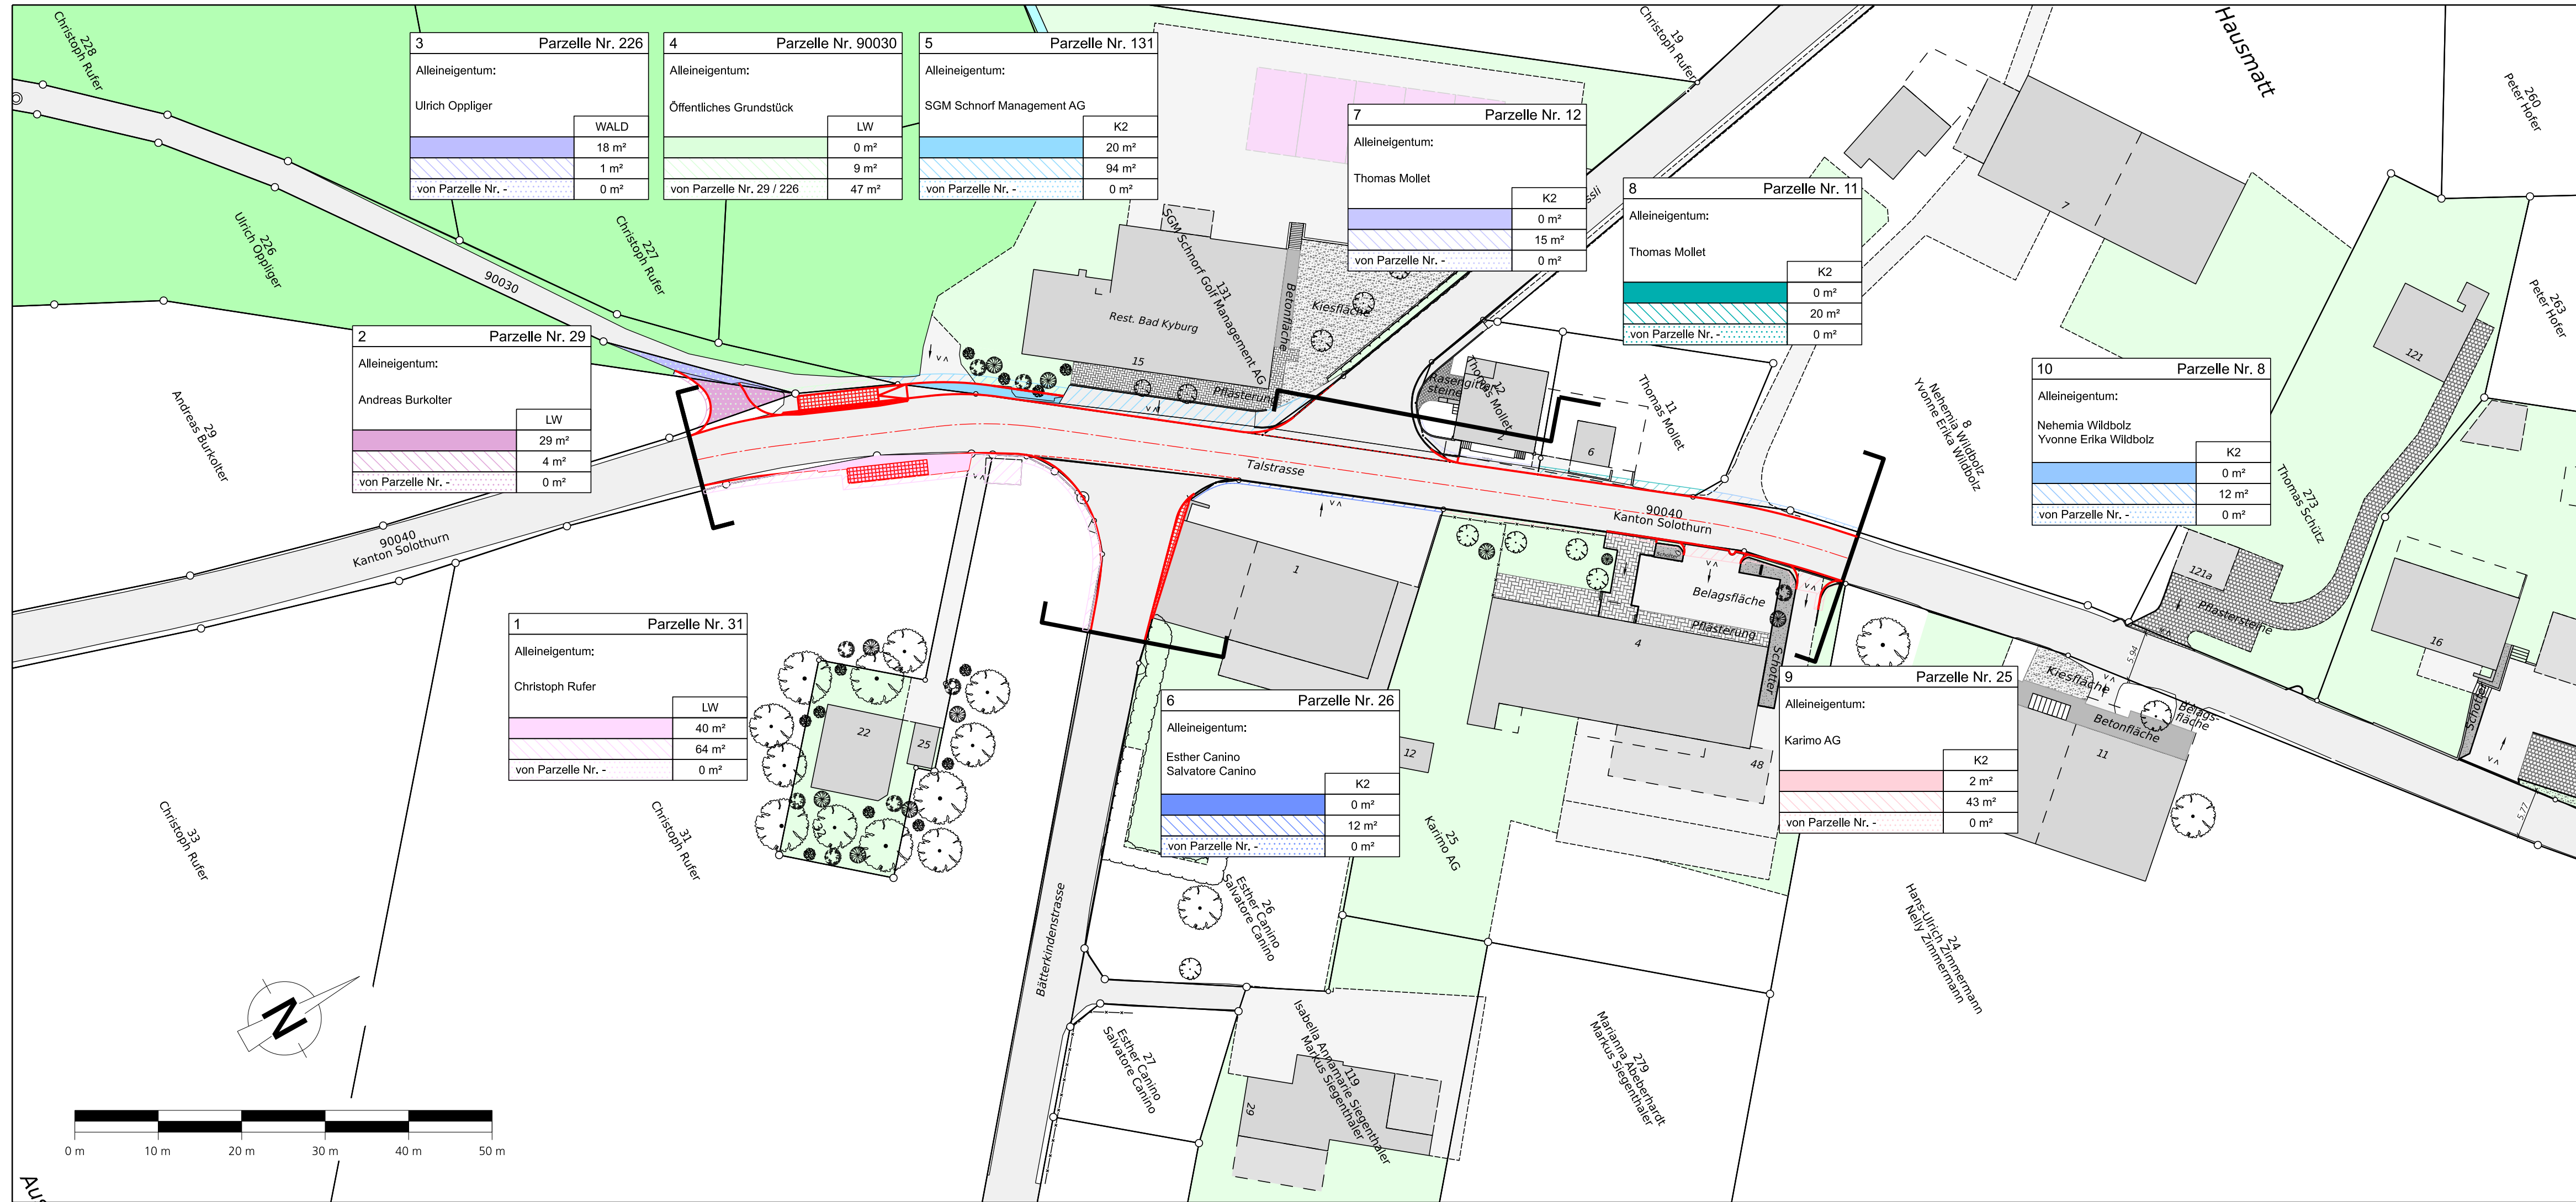 228
Christoph Rufer
3 Parzelle Nr. 226
Alleineigentum:
Ulrich Oppliger
WALD
18 m²
1 m²
von Parzelle Nr. - 0 m²
4 Parzelle Nr. 90030
Alleineigentum:
Öffentliches Grundstück
LW
0 m²
9 m²
von Parzelle Nr. 29 / 226 47 m²
5 Parzelle Nr. 131
Alleineigentum:
SGM Schnorf Management AG
K2
20 m²
94 m²
von Parzelle Nr. - 0 m²
19
Christoph Rufer
Hausmatt
260
Peter Hofer
7 Parzelle Nr. 12
Alleineigentum:
Thomas Mollet
K2
0 m²
15 m²
von Parzelle Nr. - 0 m²
8 Parzelle Nr. 11
Alleineigentum:
Thomas Mollet
K2
0 m²
20 m²
von Parzelle Nr. - 0 m²
7
226
Ulrich Oppliger
227
Christoph Rufer
90030
131
SGM Schnorf Golf Management AG
Rest. Bad Kyburg
15
Betonfläche
Kiesfläche
Pflästerung
263
Peter Hofer
121
2 Parzelle Nr. 29
Alleineigentum:
Andreas Burkolter
LW
29 m²
4 m²
von Parzelle Nr. - 0 m²
29
Andreas Burkolter
Rasengitter-
steine
12
Thomas Mollet
2
6
11
Thomas Mollet
8
Nehemia Wildbolz
Yvonne Erika Wildbolz
10 Parzelle Nr. 8
Alleineigentum:
Nehemia Wildbolz
Yvonne Erika Wildbolz
K2
0 m²
12 m²
von Parzelle Nr. - 0 m²
273
Thomas Schütz
Talstrasse
90040
Kanton Solothurn
90040
Kanton Solothurn
1
Schotter
Belagsfläche
Pflästerung
4
Schotter
121a
Pflastersteine
16
5.94
1 Parzelle Nr. 31
Alleineigentum:
Christoph Rufer
LW
40 m²
64 m²
von Parzelle Nr. - 0 m²
22
25
32
6 Parzelle Nr. 26
Alleineigentum:
Esther Canino
Salvatore Canino
K2
0 m²
12 m²
von Parzelle Nr. - 0 m²
12
48
9 Parzelle Nr. 25
Alleineigentum:
Karimo AG
K2
2 m²
43 m²
von Parzelle Nr. - 0 m²
Kiesfläche
Belags-
fläche
Betonfläche
11
Schotter
5.77
33
Christoph Rufer
31
Christoph Rufer
25
Karimo AG
26
Esther Canino
Salvatore Canino
Bätterkindenstrasse
24
Hans-Ulrich Zimmermann
Nelly Zimmermann
N
27
Esther Canino
Salvatore Canino
119
Isabella Annamarie Siegenthaler
Markus Siegenthaler
29
279
Marianna Abeberhardt
Markus Siegenthaler
0 m 10 m 20 m 30 m 40 m 50 m